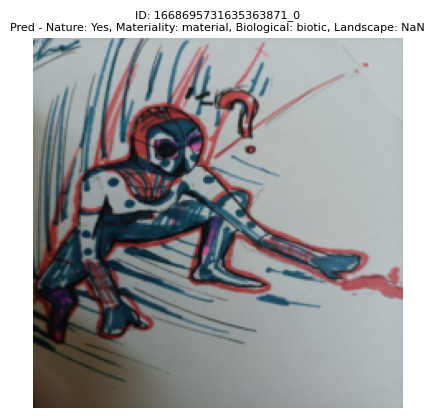 ID: 1668695731635363871_0
Pred - Nature: Yes, Materiality: material, Biological: biotic, Landscape: NaN
?